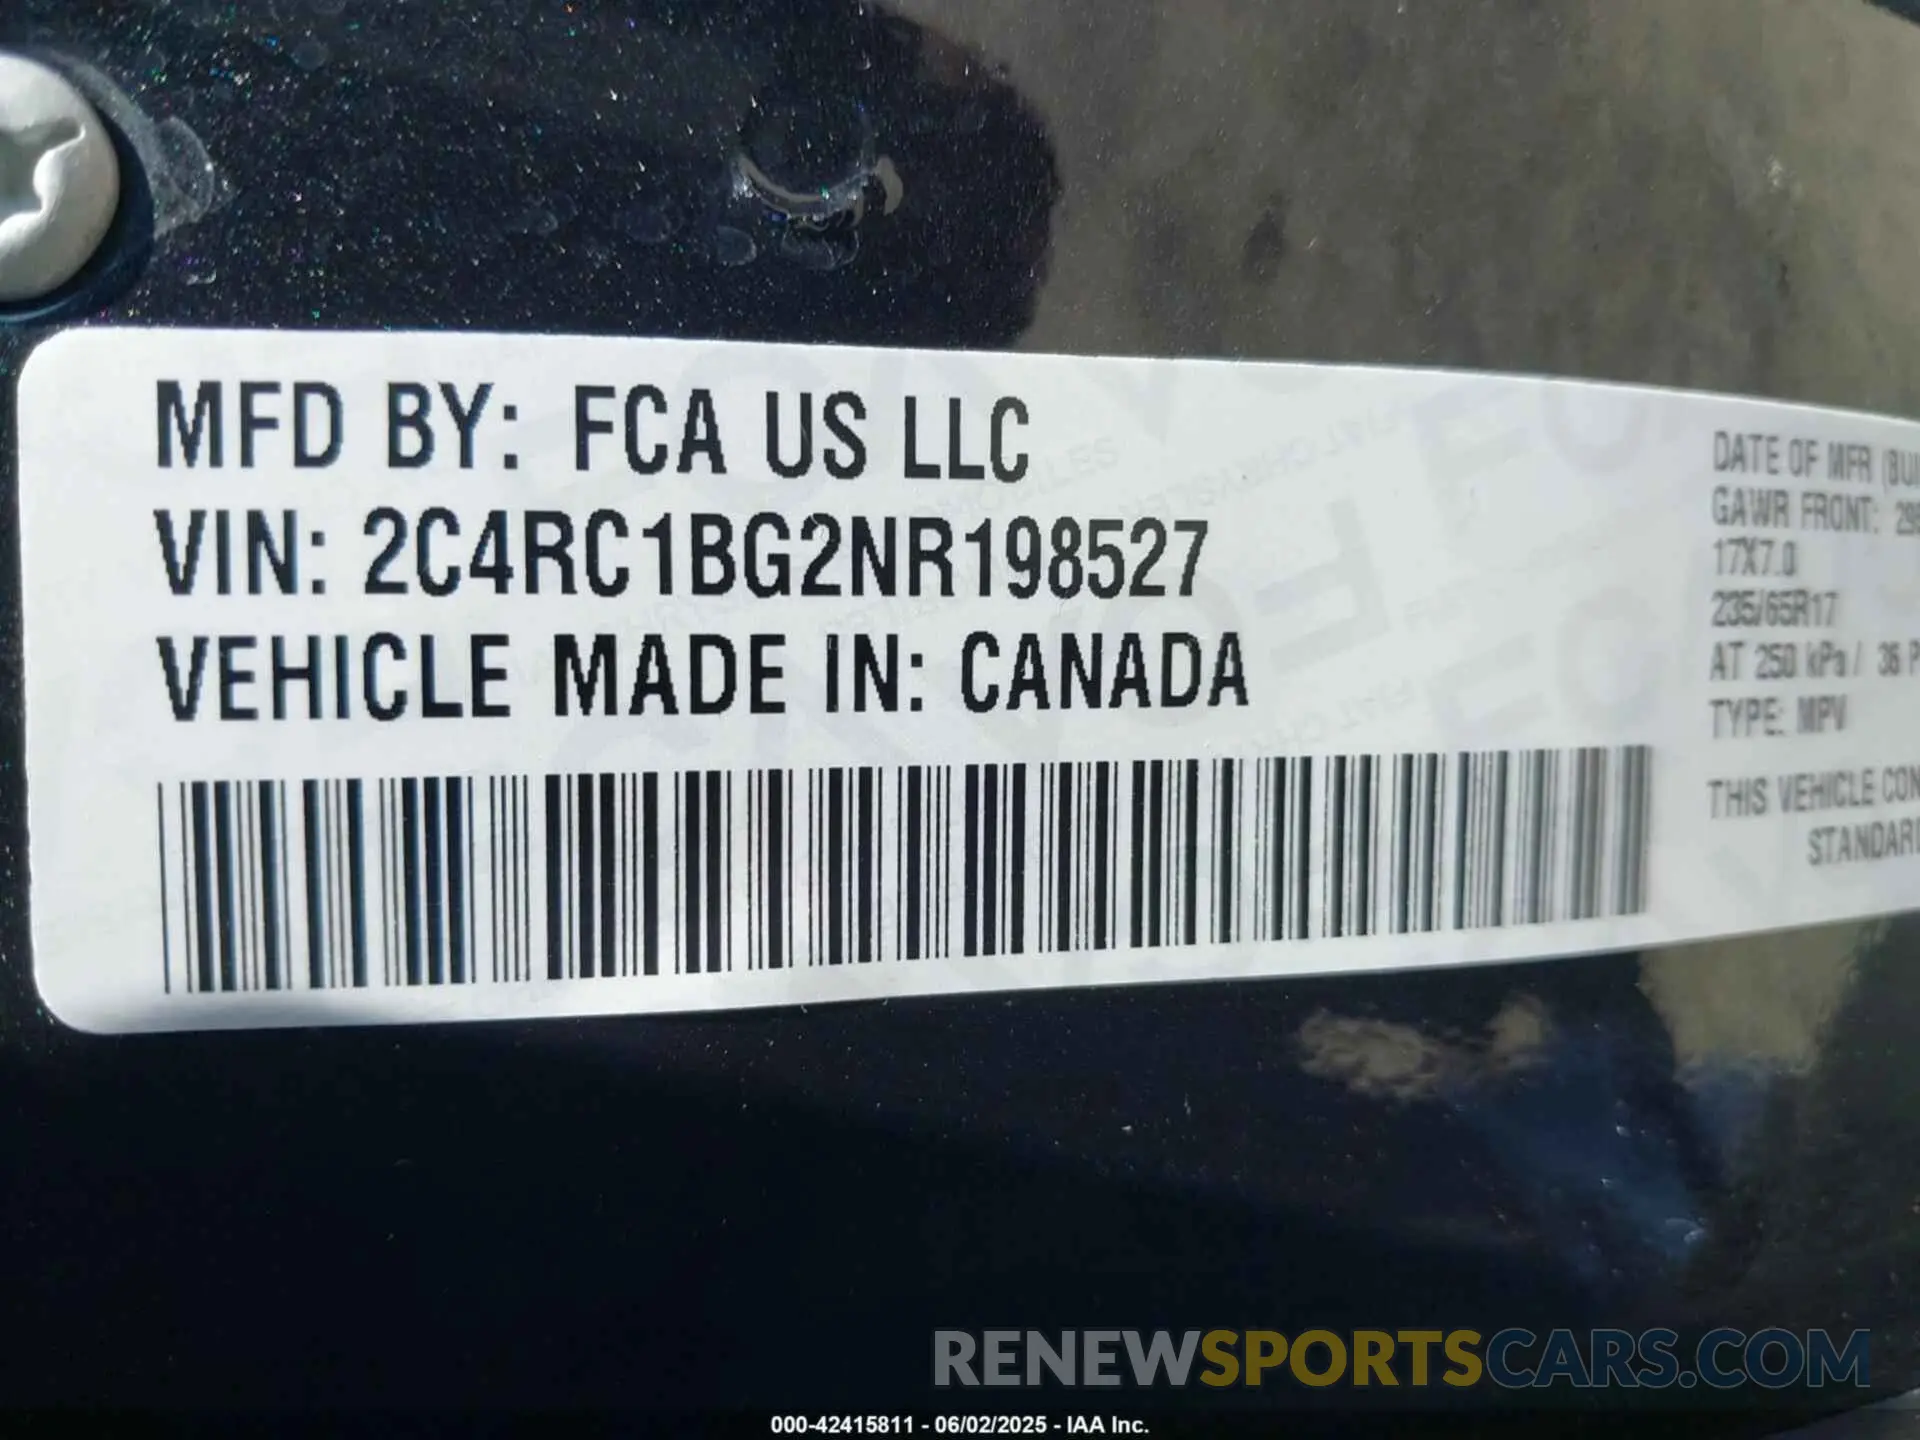 MFD BY: FCA US LLC
VIN: 2C4RC1BG2NR198527
VEHICLE MADE IN: CANADA
DATE OF MFR
GAWR FRONT:
17X7.0
235/65R17
AT 250 kPa / 36
TYPE: MPV
THIS VEHICLE
RENEWSPORTSCARS.COM
000-42415811 - 06/02/2025 - IAA Inc.